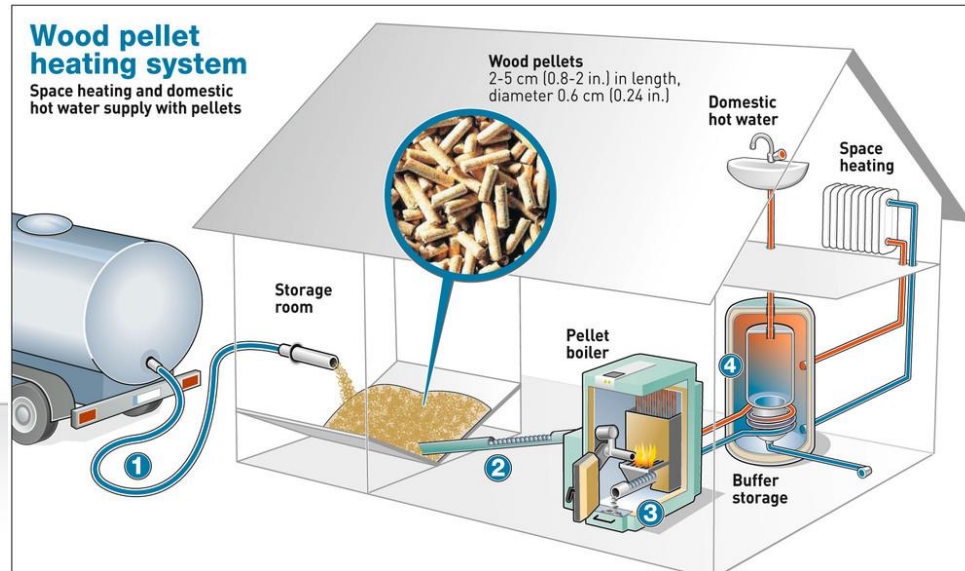 Wood pellet
heating system
Space heating and domestic
hot water supply with pellets
Wood pellets
2-5 cm (0.8-2 in.) in length,
diameter 0.6 cm (0.24 in.)
Domestic
hot water
Space
heating
Storage
room
Pellet
boiler
4
1
2
3
Buffer
storage